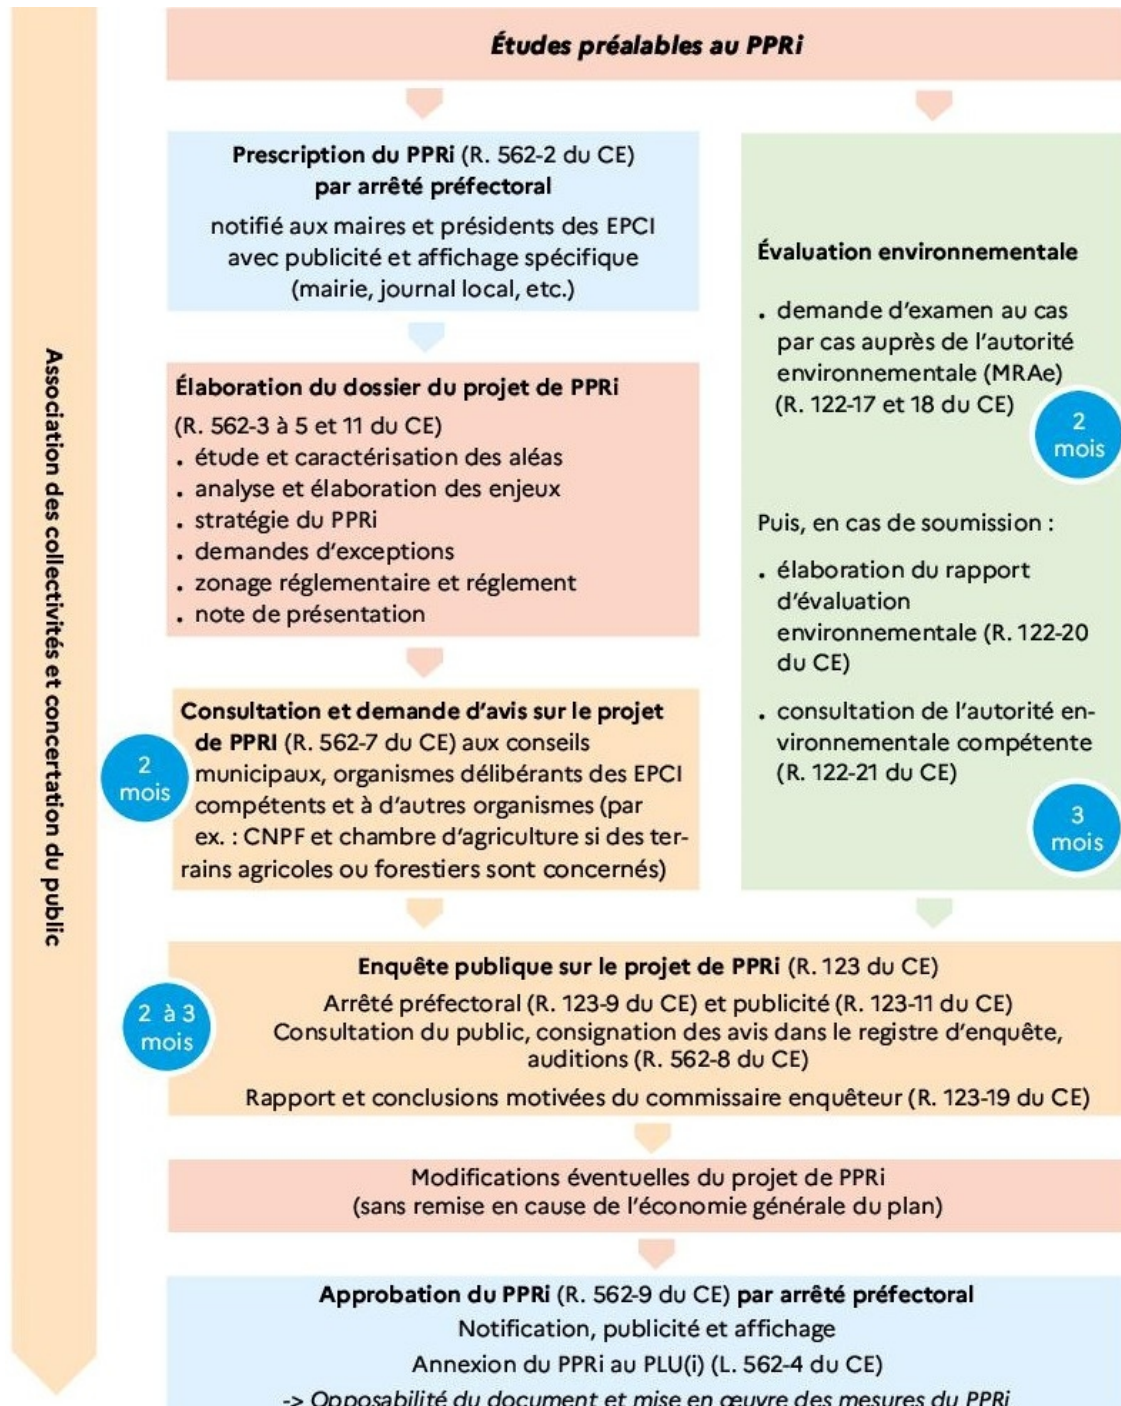 Études préalables au PPRi
Association des collectivités et concertation du public
Prescription du PPRi (R. 562-2 du CE)
par arrêté préfectoral
notifié aux maires et présidents des EPCI
avec publicité et affichage spécifique
(mairie, journal local, etc.)
Élaboration du dossier du projet de PPRi
(R. 562-3 à 5 et 11 du CE)
. étude et caractérisation des aléas
. analyse et élaboration des enjeux
. stratégie du PPRi
. demandes d'exceptions
. zonage réglementaire et réglement
. note de présentation
Consultation et demande d'avis sur le projet
de PPRI (R. 562-7 du CE) aux conseils
municipaux, organismes délibérants des EPCI
compétents et à d'autres organismes (par
ex. : CNPF et chambre d'agriculture si des ter-
rains agricoles ou forestiers sont concernés)
2
mois
Évaluation environnementale
. demande d'examen au cas
par cas auprès de l'autorité
environnementale (MRAe)
(R. 122-17 et 18 du CE)
2
mois
Puis, en cas de soumission :
. élaboration du rapport
d'évaluation
environnementale (R. 122-20
du CE)
. consultation de l'autorité en-
vironnementale compétente
(R. 122-21 du CE)
3
mois
Enquête publique sur le projet de PPRi (R. 123 du CE)
Arrêté préfectoral (R. 123-9 du CE) et publicité (R. 123-11 du CE)
Consultation du public, consignation des avis dans le registre d'enquête,
auditions (R. 562-8 du CE)
Rapport et conclusions motivées du commissaire enquêteur (R. 123-19 du CE)
2 à 3
mois
Modifications éventuelles du projet de PPRi
(sans remise en cause de l'économie générale du plan)
Approbation du PPRi (R. 562-9 du CE) par arrêté préfectoral
Notification, publicité et affichage
Annexion du PPRi au PLU(i) (L. 562-4 du CE)
-> Opposabilité du document et mise en œuvre des mesures du PPRi